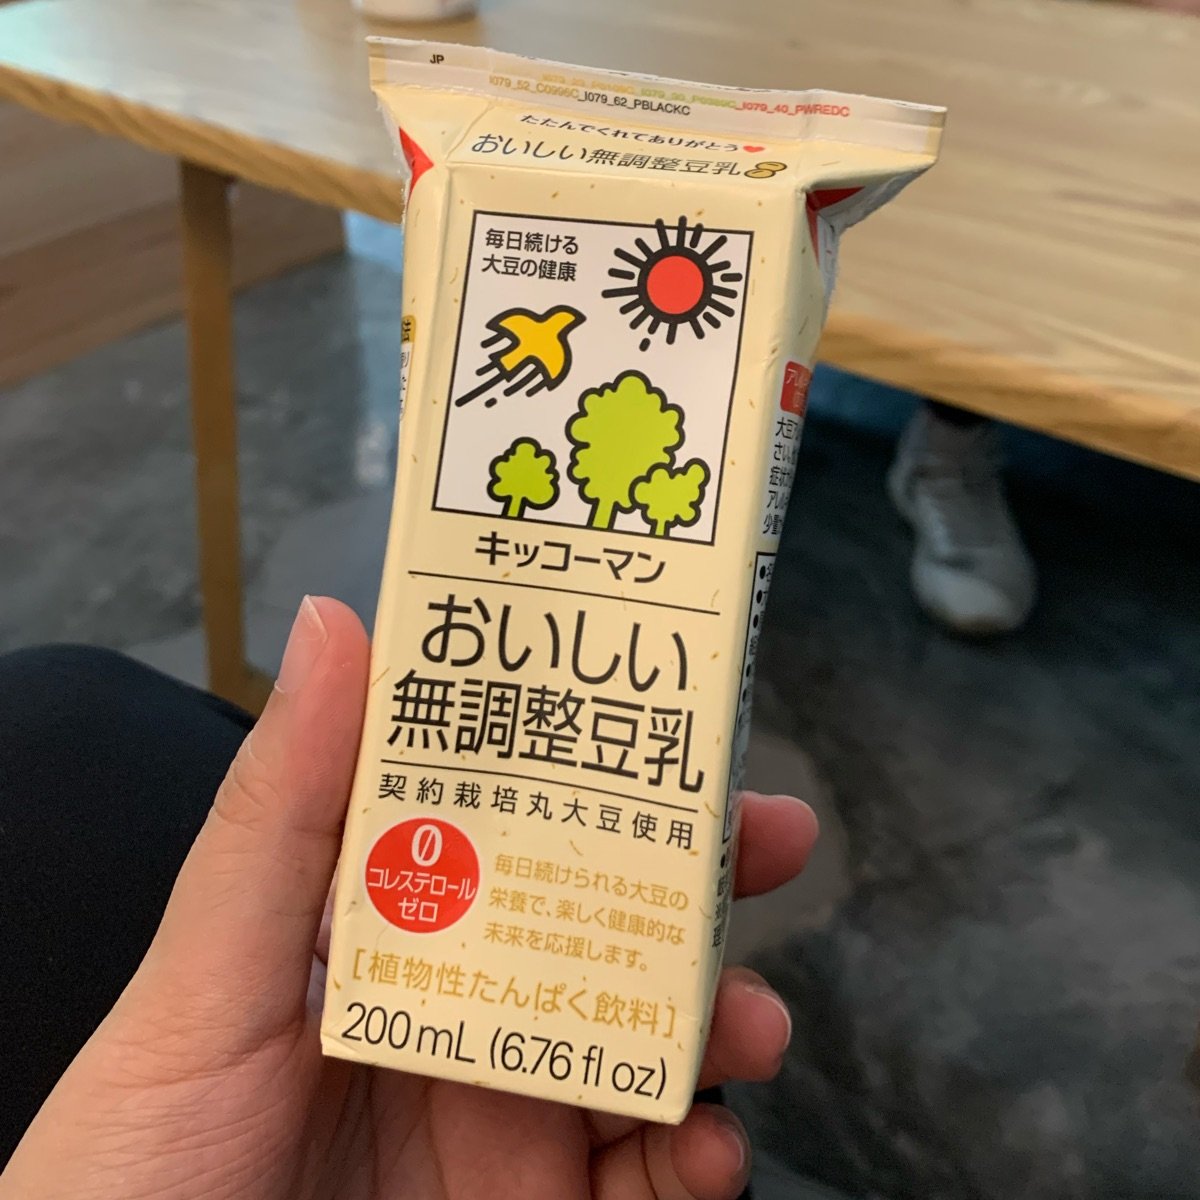 JP
I079_52_C0995C_I079_62_PBLACKC_I079_40_PWREDC
たたんでくれてありがとう❤
おいしい無調整豆乳
毎日続ける
大豆の健康
キッコーマン
おいしい
無調整豆乳
契約栽培丸大豆使用
0
コレステロール
ゼロ
毎日続けられる大豆の
栄養で、楽しく健康的な
未来を応援します。
[植物性たんぱく飲料]
200mL (6.76 fl oz)